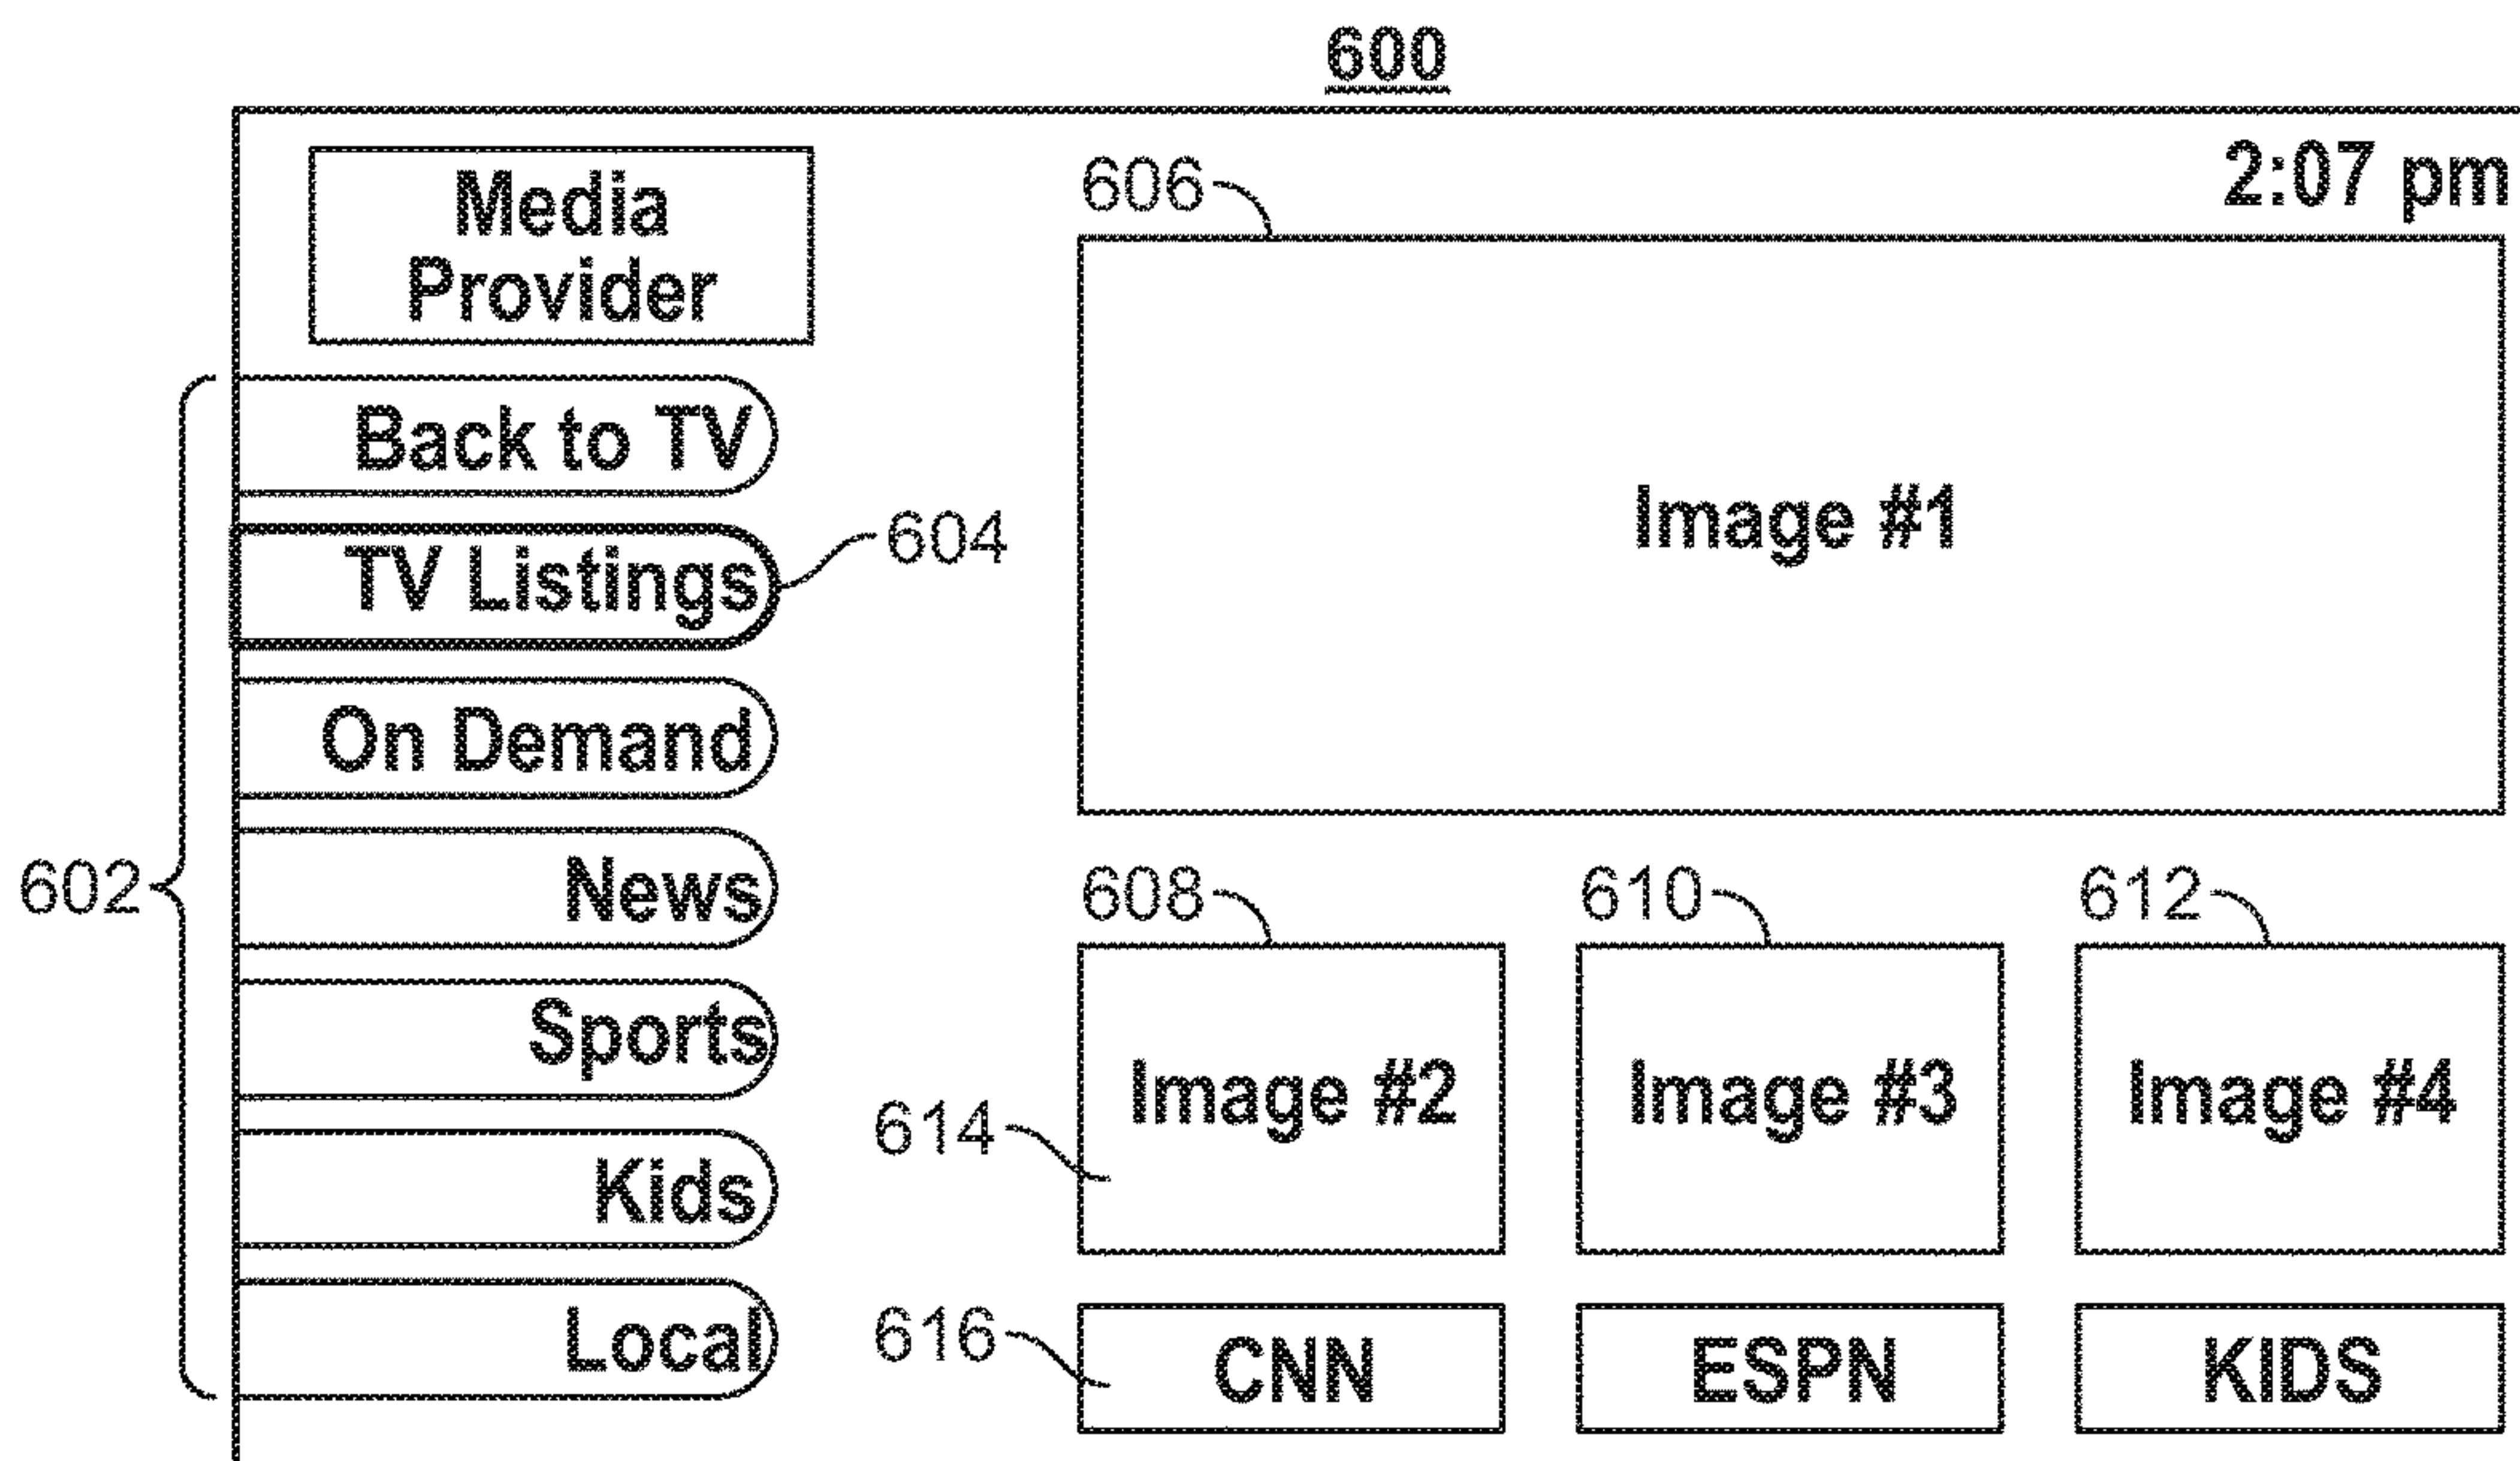 600
2:07 pm
Media
Provider
606
Image #1
Back to TV
TV Listings
604
On Demand
News
602
Sports
Kids
Local
608
610
612
Image #2
Image #3
Image #4
614
616
CNN
ESPN
KIDS